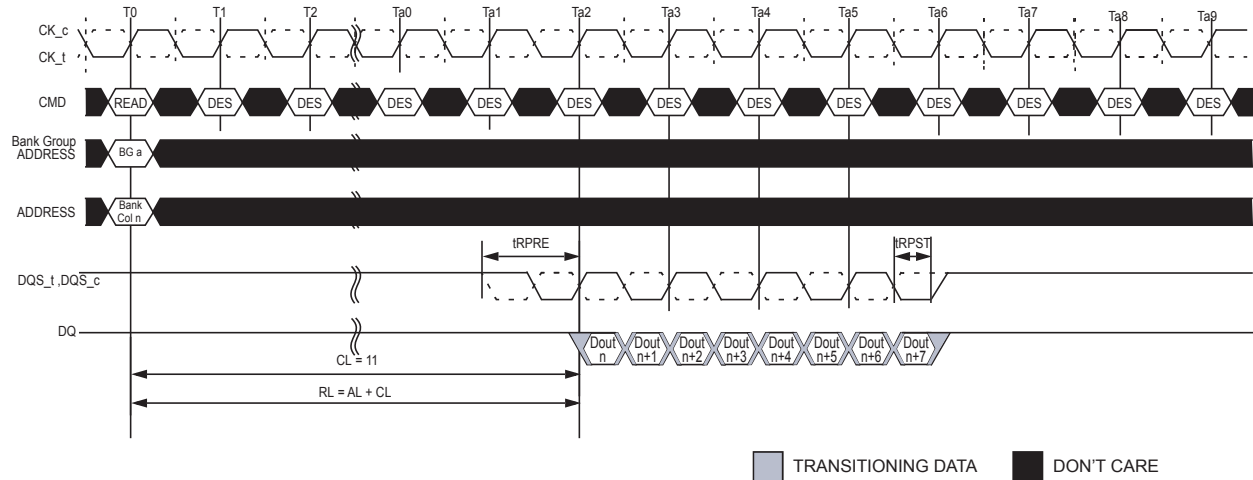 T0 T1 T2 Ta0 Ta1 Ta2 Ta3 Ta4 Ta5 Ta6 Ta7 Ta8 Ta9
CK_c
CK_t
CMD READ DES DES DES DES DES DES DES DES DES DES DES DES
Bank Group
ADDRESS
BG a
ADDRESS
Bank
Col n
tRPRE tRPST
DQS_t ,DQS_c
DQ
Dout Dout Dout Dout Dout Dout Dout Dout
n n+1 n+2 n+3 n+4 n+5 n+6 n+7
CL = 11
RL = AL + CL
TRANSITIONING DATA DON'T CARE